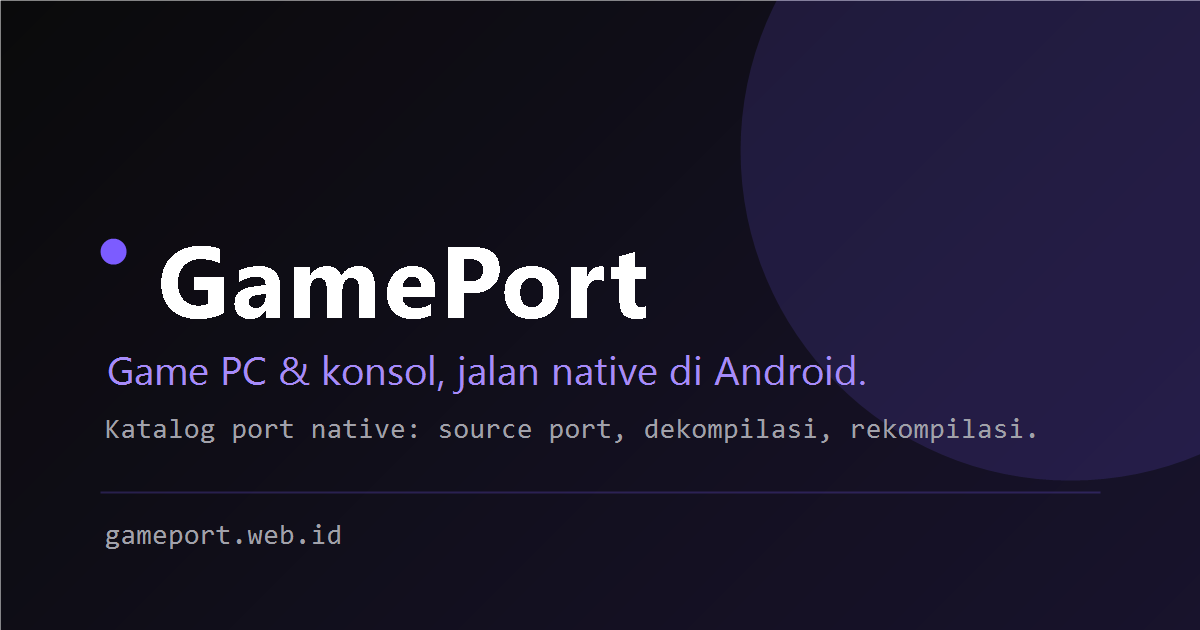 GamePort
Game PC & konsol, jalan native di Android.
Katalog port native: source port, dekompilasi, rekompilasi.
gameport.web.id